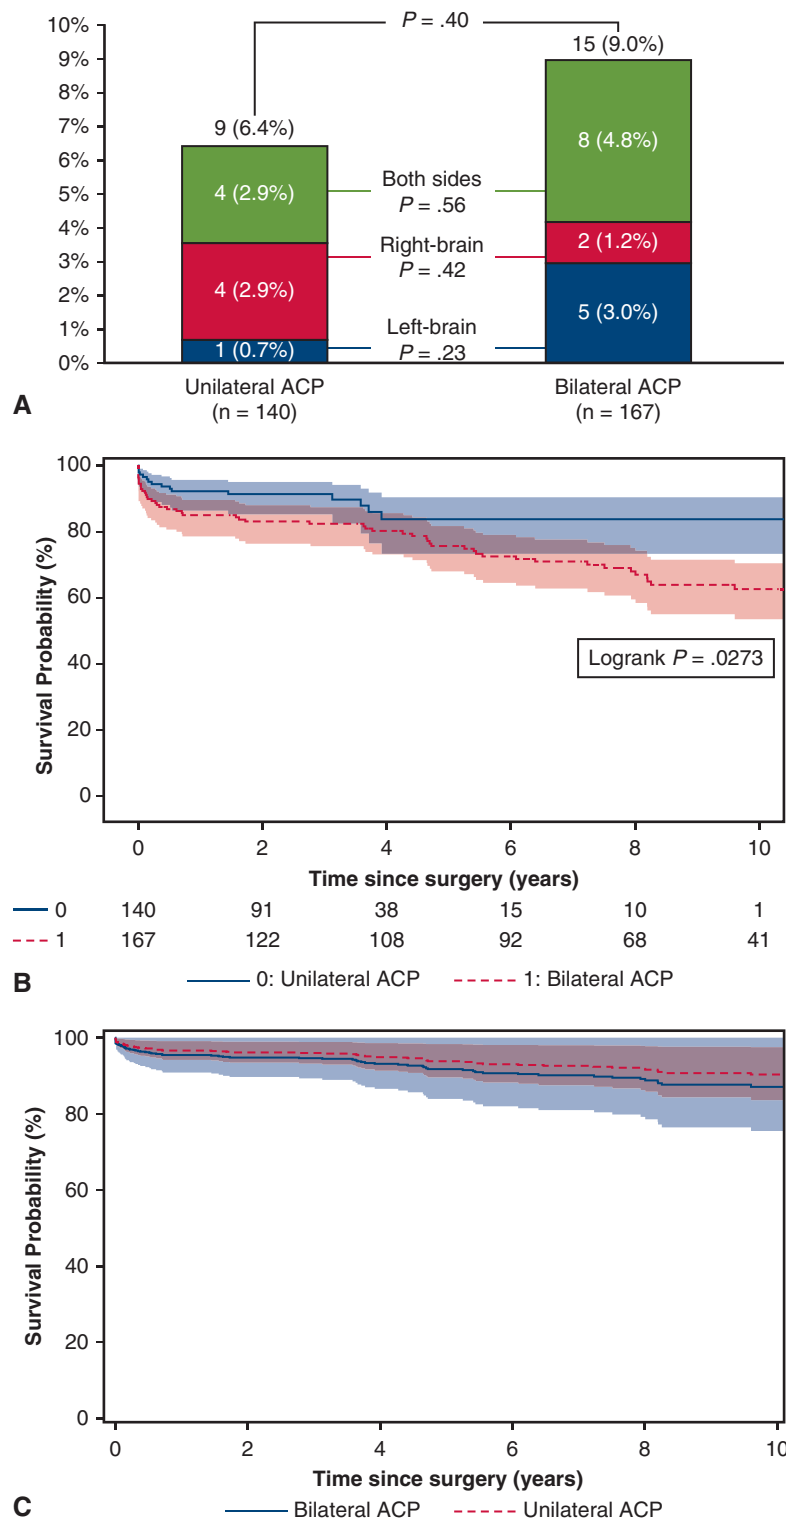 10%
9%
8%
7%
6%
5%
4%
3%
2%
1%
0%
P = .40
9 (6.4%)
15 (9.0%)
4 (2.9%)
4 (2.9%)
1 (0.7%)
Both sides
P = .56
Right-brain
P = .42
Left-brain
P = .23
8 (4.8%)
2 (1.2%)
5 (3.0%)
Unilateral ACP
(n = 140)
Bilateral ACP
(n = 167)
A
Survival Probability (%)
100
80
60
40
20
0
Logrank P = .0273
0 2 4 6 8 10
Time since surgery (years)
0 140 91 38 15 10 1
1 167 122 108 92 68 41
0: Unilateral ACP 1: Bilateral ACP
B
Survival Probability (%)
100
80
60
40
20
0
0 2 4 6 8 10
Time since surgery (years)
Bilateral ACP Unilateral ACP
C